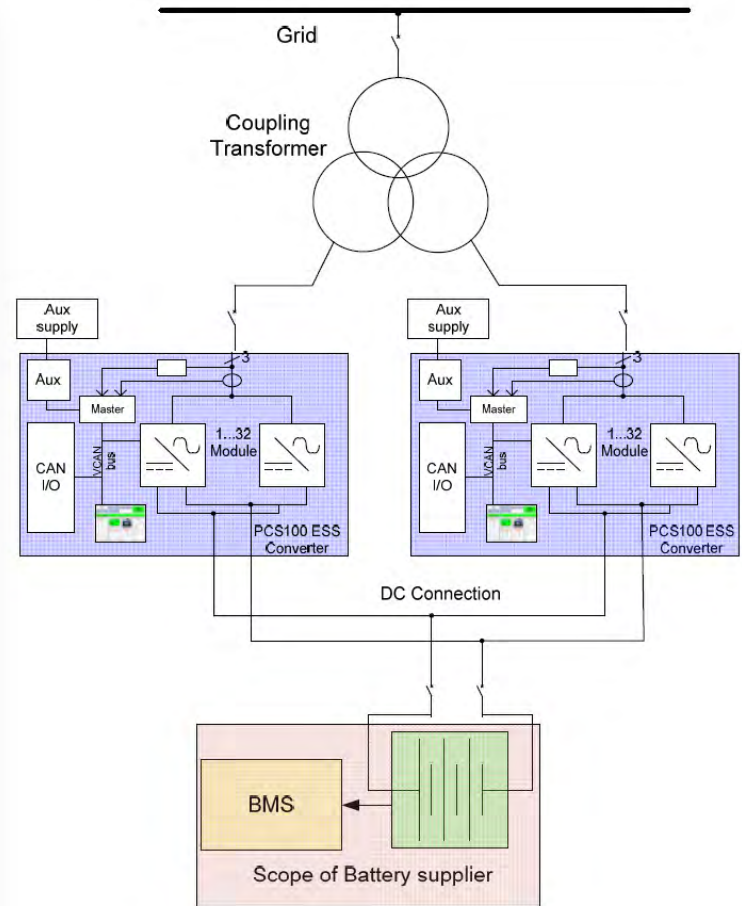 Grid
Coupling
Transformer
Aux
supply
3
Aux
Master
CAN
I/O
VCAN
bus
1...32
Module
PCS100 ESS
Converter
Aux
supply
3
Aux
Master
CAN
I/O
VCAN
bus
1...32
Module
PCS100 ESS
Converter
DC Connection
BMS
Scope of Battery supplier